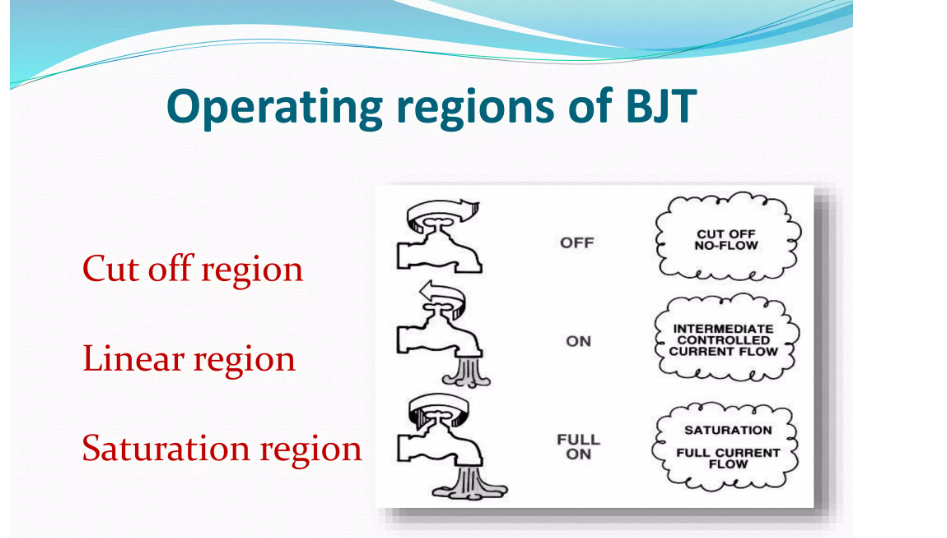 Operating regions of BJT
Cut off region
Linear region
Saturation region
OFF
CUT OFF
NO-FLOW
ON
INTERMEDIATE
CONTROLLED
CURRENT FLOW
FULL
ON
SATURATION
FULL CURRENT
FLOW